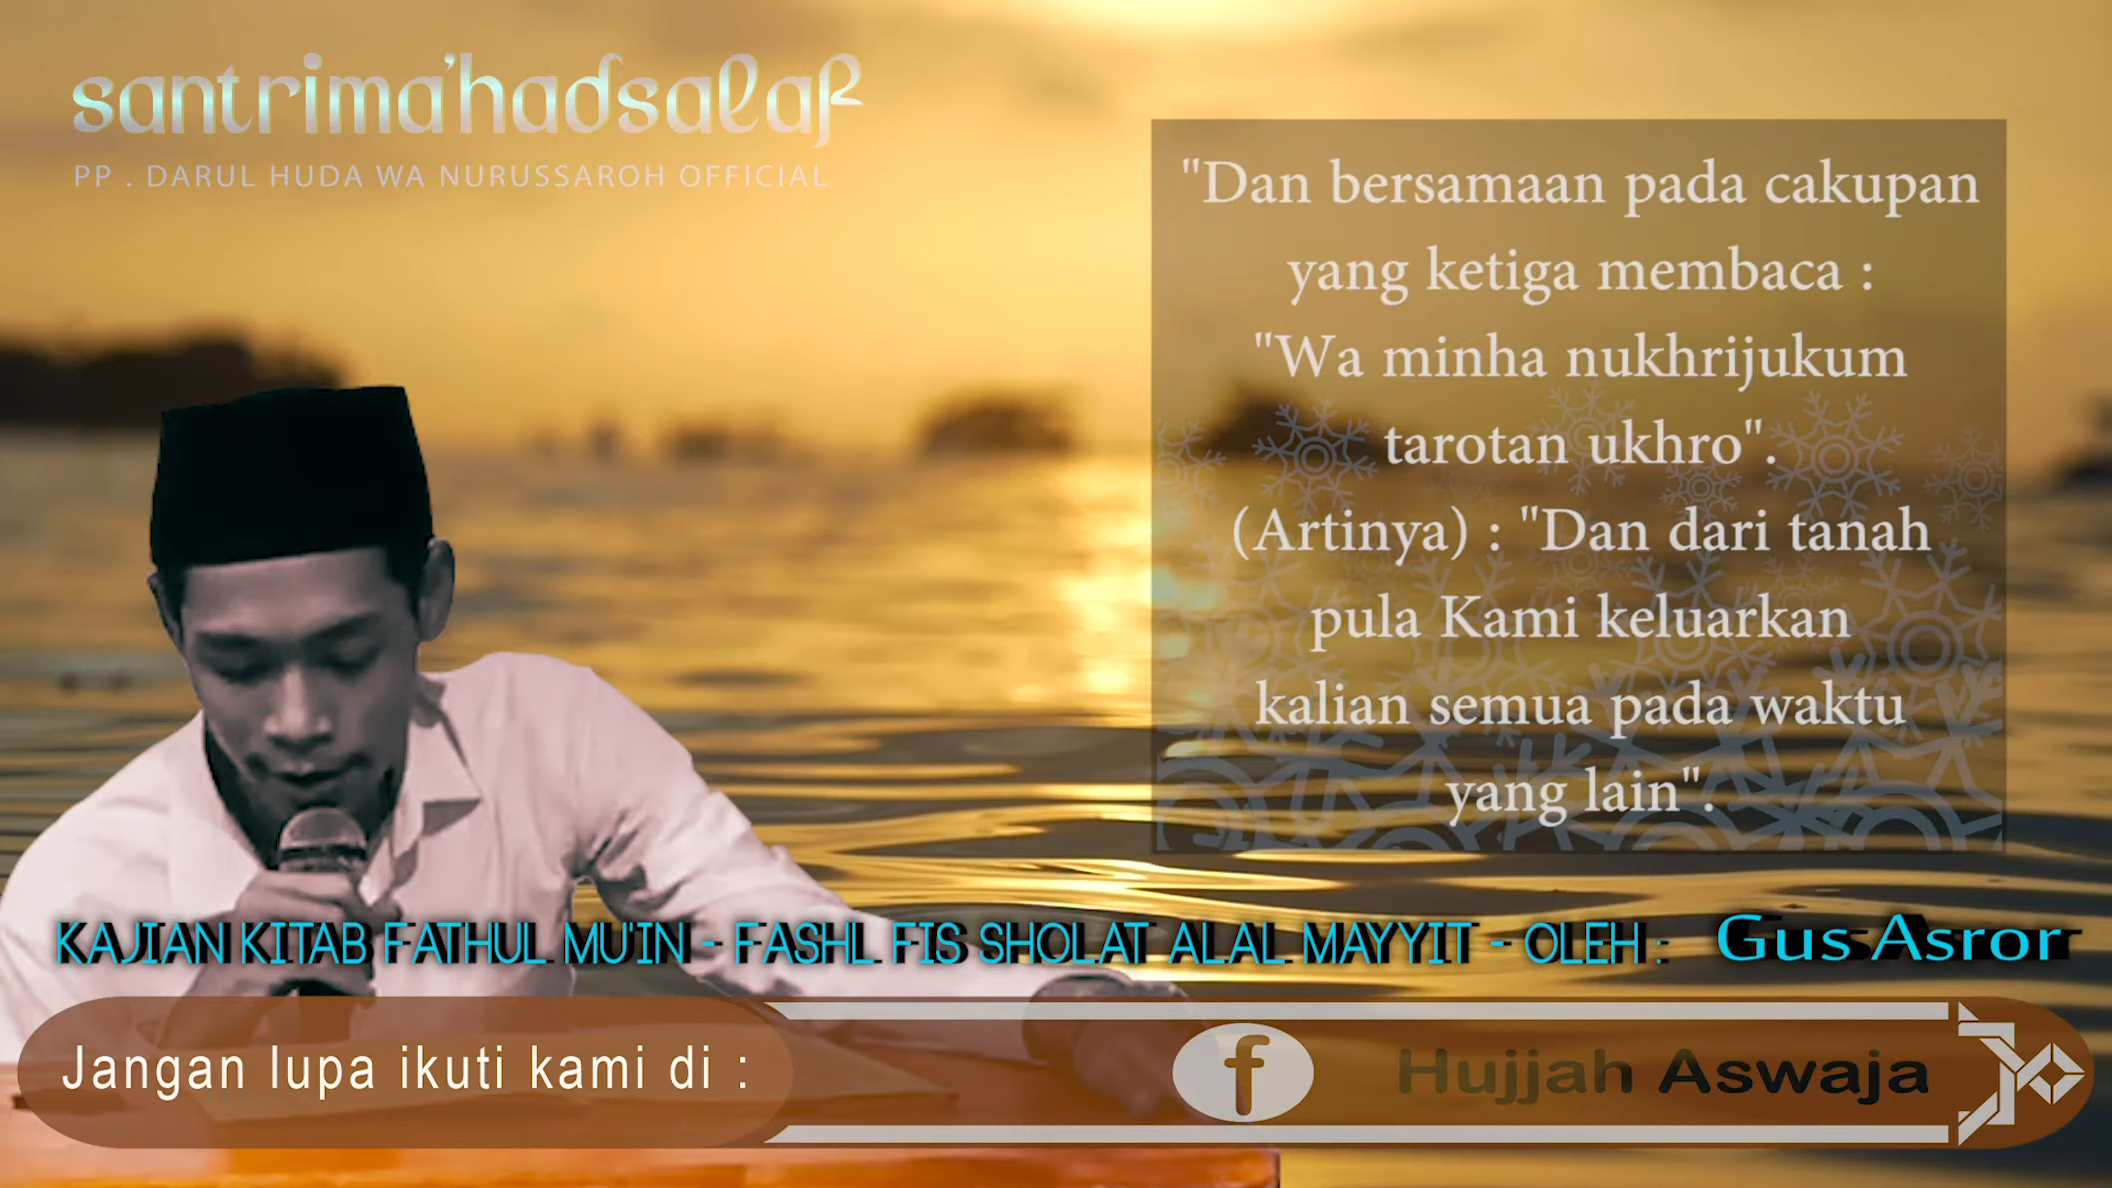 santrima'hadsalaf
PP . DARUL HUDA WA NURUSSAROH OFFICIAL
"Dan bersamaan pada cakupan
yang ketiga membaca :
"Wa minha nukhrijukum
tarotan ukhro".
(Artinya) : "Dan dari tanah
pula Kami keluarkan
kalian semua pada waktu
yang lain".
KAJIAN KITAB FATHUL MU'IN - FASHL FIS SHOLAT ALAL MAYYIT - OLEH : Gus Asror
Jangan lupa ikuti kami di :
f Hujjah Aswaja